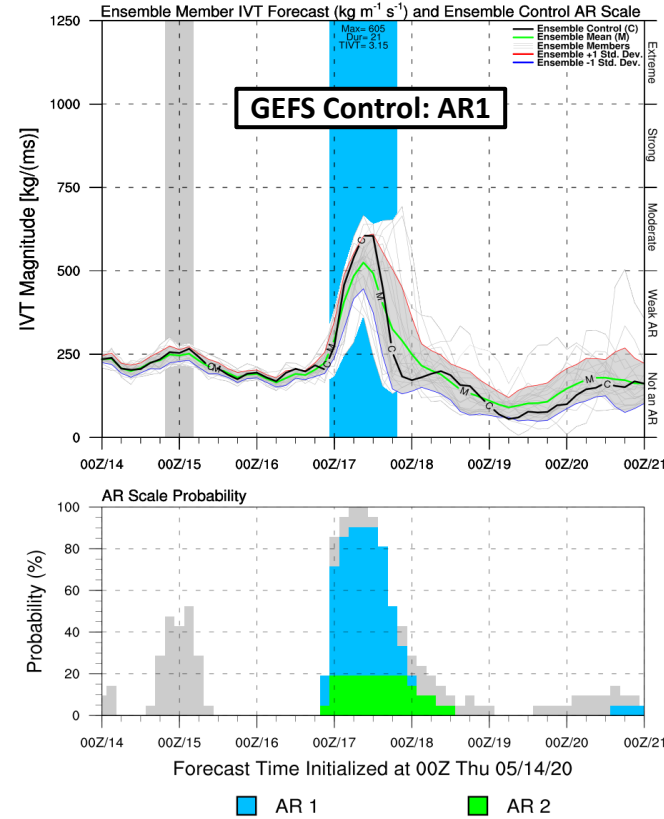 Ensemble Member IVT Forecast (kg m⁻¹ s⁻¹) and Ensemble Control AR Scale
Max= 605
Dur= 21
TIVT= 3.15
Ensemble Control (C)
Ensemble Mean (M)
Ensemble Members
Ensemble +1 Std. Dev.
Ensemble -1 Std. Dev.
GEFS Control: AR1
IVT Magnitude [kg/(ms)]
1250
1000
750
500
250
0
Extreme
Strong
Moderate
Weak AR
Not an AR
C M C M C M C M C M C
00Z/14 00Z/15 00Z/16 00Z/17 00Z/18 00Z/19 00Z/20 00Z/21
AR Scale Probability
Probability (%)
100
80
60
40
20
0
00Z/14 00Z/15 00Z/16 00Z/17 00Z/18 00Z/19 00Z/20 00Z/21
Forecast Time Initialized at 00Z Thu 05/14/20
AR 1 AR 2